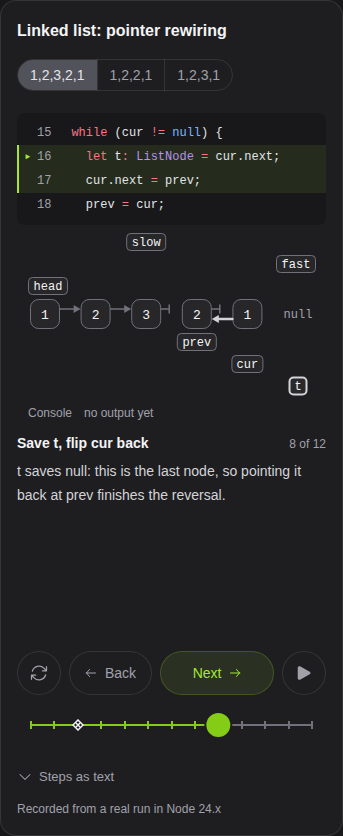 Linked list: pointer rewiring
1,2,3,2,1 1,2,2,1 1,2,3,1
15 while (cur != null) {
▸ 16 let t: ListNode = cur.next;
17 cur.next = prev;
18 prev = cur;
slow
fast
head
1 2 3 2 1 null
prev
cur
t
Console no output yet
Save t, flip cur back 8 of 12
t saves null: this is the last node, so pointing it
back at prev finishes the reversal.
← Back Next →
Steps as text
Recorded from a real run in Node 24.x